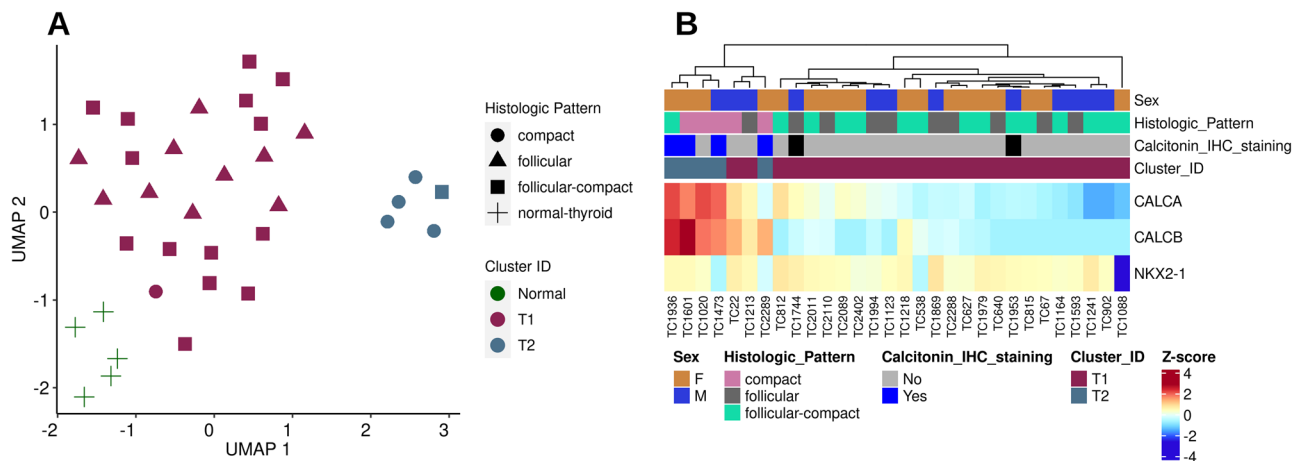 A
UMAP 2
1
0
-1
-2
-2
-1
0
1
2
3
UMAP 1
Histologic Pattern
compact
follicular
follicular-compact
normal-thyroid
Cluster ID
Normal
T1
T2
B
Sex
Histologic_Pattern
Calcitonin_IHC_staining
Cluster_ID
CALCA
CALCB
NKX2-1
TC1936
TC1601
TC1020
TC1473
TC22
TC1213
TC2289
TC812
TC1744
TC2011
TC2110
TC2089
TC2402
TC1994
TC1123
TC1218
TC538
TC1869
TC2288
TC627
TC1979
TC640
TC1953
TC815
TC67
TC1164
TC1593
TC1241
TC902
TC1088
Sex
F
M
Histologic_Pattern
compact
follicular
follicular-compact
Calcitonin_IHC_staining
No
Yes
Cluster_ID
T1
T2
Z-score
4
2
0
-2
-4